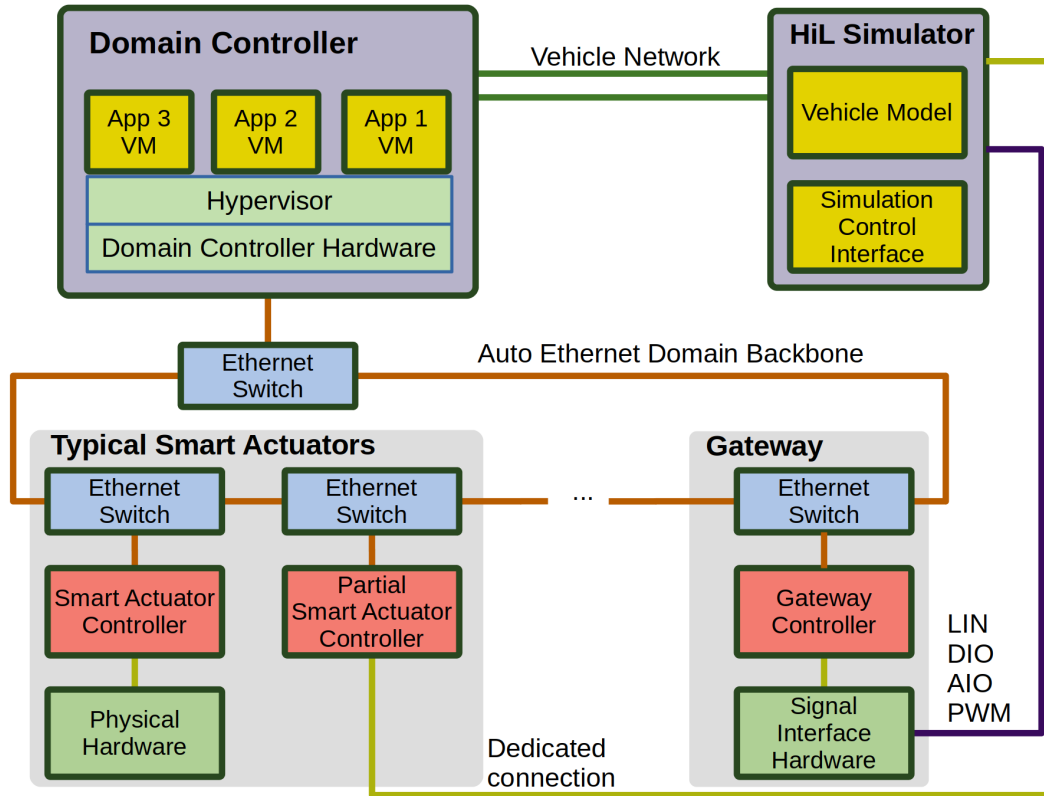 Domain Controller
App 3
VM
App 2
VM
App 1
VM
Hypervisor
Domain Controller Hardware
Vehicle Network
HiL Simulator
Vehicle Model
Simulation
Control
Interface
Ethernet
Switch
Auto Ethernet Domain Backbone
Typical Smart Actuators
Ethernet
Switch
Ethernet
Switch
...
Gateway
Ethernet
Switch
Smart Actuator
Controller
Partial
Smart Actuator
Controller
Gateway
Controller
LIN
DIO
AIO
PWM
Physical
Hardware
Signal
Interface
Hardware
Dedicated
connection